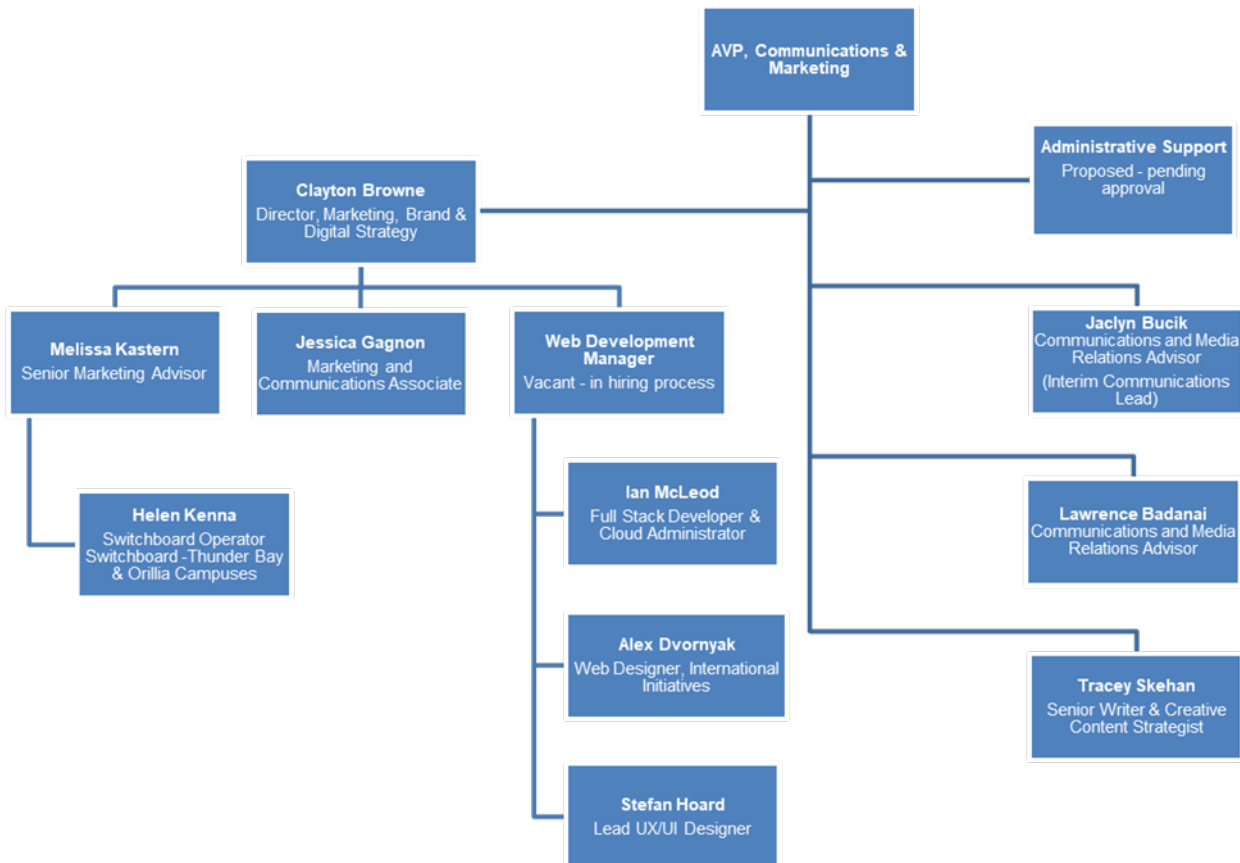 AVP, Communications &
Marketing
Administrative Support
Proposed - pending
approval
Clayton Browne
Director, Marketing, Brand &
Digital Strategy
Melissa Kastern
Senior Marketing Advisor
Jessica Gagnon
Marketing and
Communications Associate
Web Development
Manager
Vacant - in hiring process
Jaclyn Bucik
Communications and Media
Relations Advisor
(Interim Communications
Lead)
Ian McLeod
Full Stack Developer &
Cloud Administrator
Lawrence Badanai
Communications and Media
Relations Advisor
Helen Kenna
Switchboard Operator
Switchboard -Thunder Bay
& Orillia Campuses
Alex Dvornyak
Web Designer, International
Initiatives
Tracey Skehan
Senior Writer & Creative
Content Strategist
Stefan Hoard
Lead UX/UI Designer